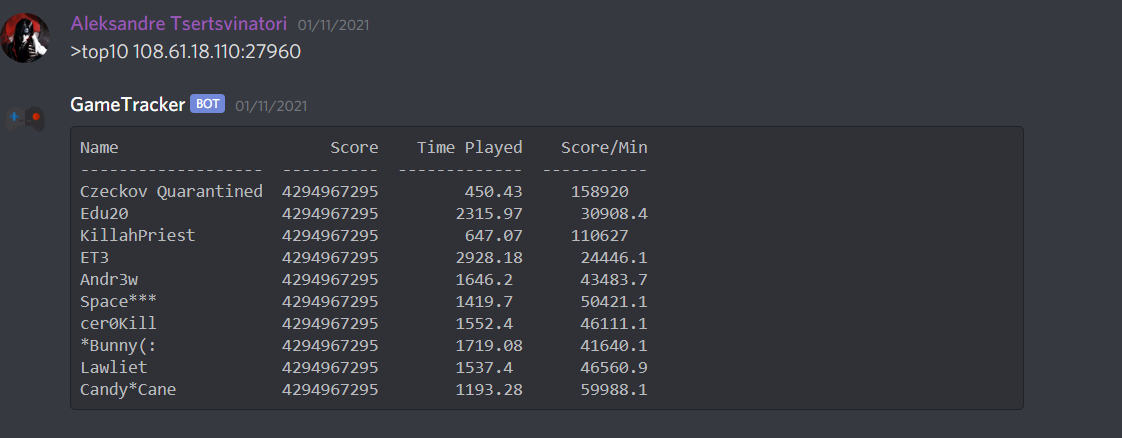 Aleksandre Tsertsvinatori 01/11/2021
>top10 108.61.18.110:27960
GameTracker BOT 01/11/2021
Name Score Time Played Score/Min
------------------- ---------- ------------- -----------
Czeckov Quarantined 4294967295 450.43 158920
Edu20 4294967295 2315.97 30908.4
KillahPriest 4294967295 647.07 110627
ET3 4294967295 2928.18 24446.1
Andr3w 4294967295 1646.2 43483.7
Space*** 4294967295 1419.7 50421.1
cer0Kill 4294967295 1552.4 46111.1
*Bunny(: 4294967295 1719.08 41640.1
Lawliet 4294967295 1537.4 46560.9
Candy*Cane 4294967295 1193.28 59988.1